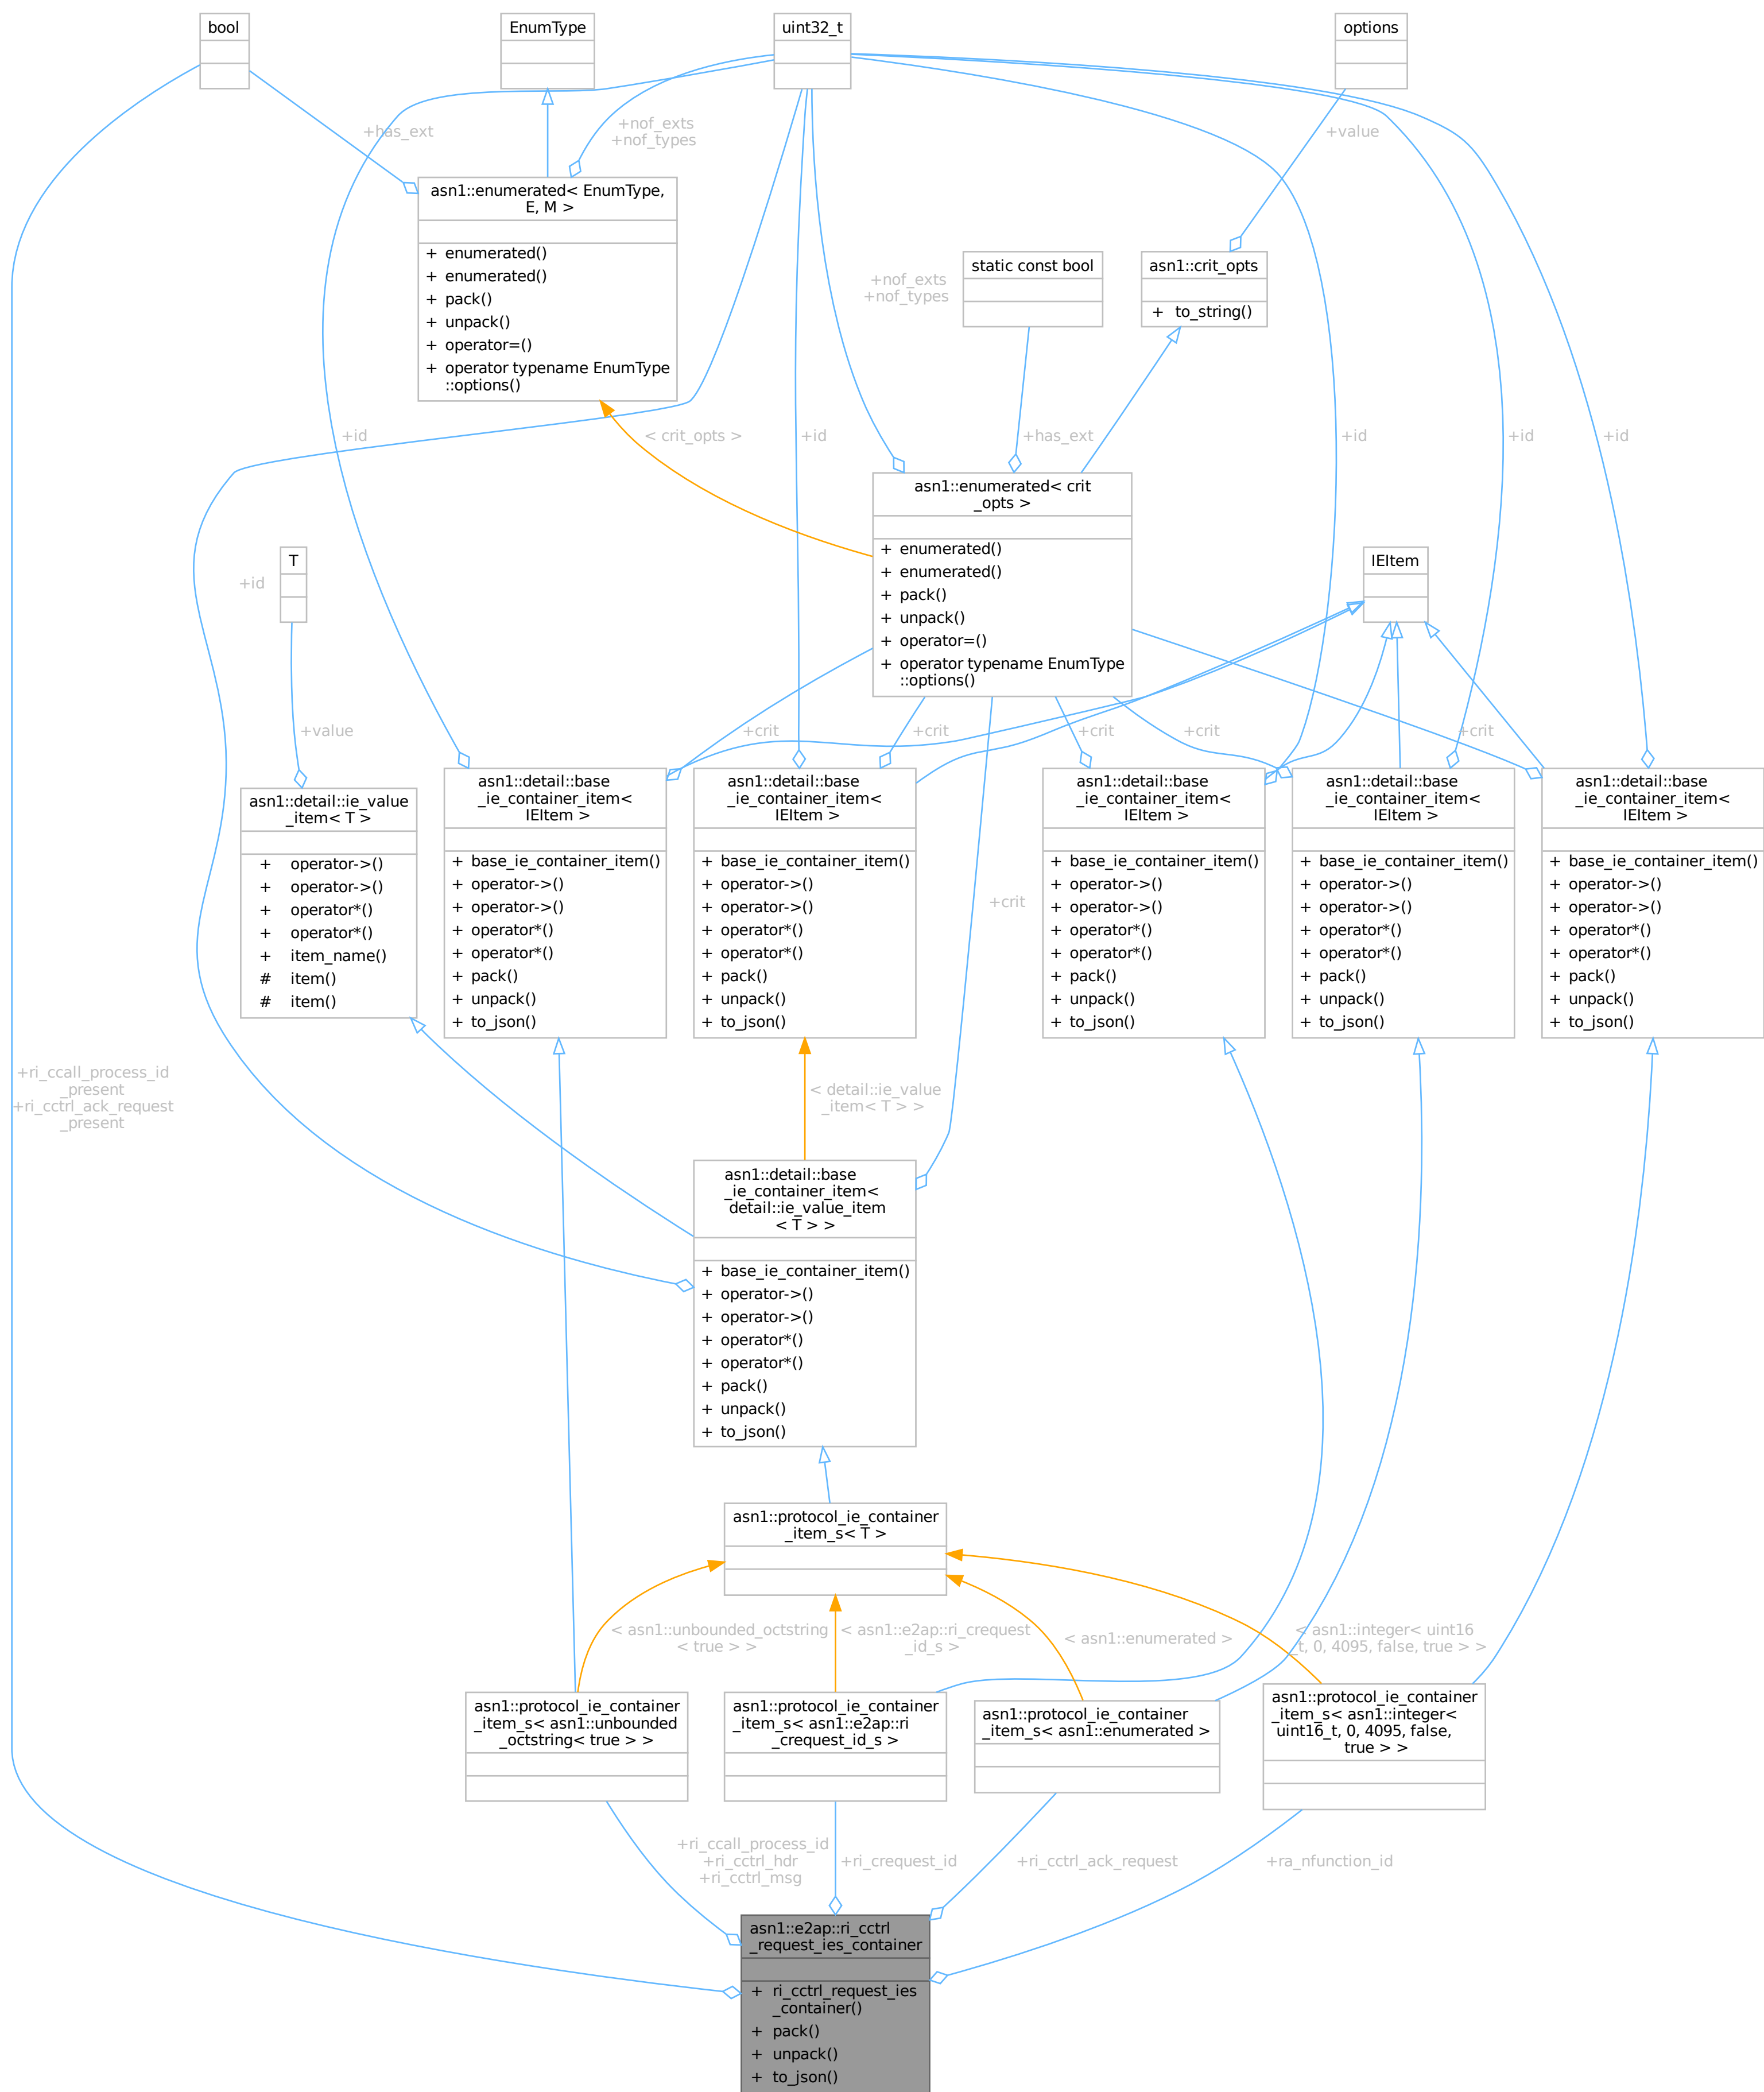 bool
EnumType
uint32_t
options
+has_ext
+nof_exts
+nof_types
+value
asn1::enumerated< EnumType,
E, M >
+ enumerated()
+ enumerated()
+ pack()
+ unpack()
+ operator=()
+ operator typename EnumType
::options()
+nof_exts
+nof_types
static const bool
asn1::crit_opts
+ to_string()
+id
< crit_opts >
+id
+has_ext
+id
+id
+id
asn1::enumerated< crit
_opts >
+ enumerated()
+ enumerated()
+ pack()
+ unpack()
+ operator=()
+ operator typename EnumType
::options()
T
IEItem
+id
+value
+crit
+crit
+crit
+crit
+crit
asn1::detail::ie_value
_item< T >
+ operator->()
+ operator->()
+ operator*()
+ operator*()
+ item_name()
# item()
# item()
asn1::detail::base
_ie_container_item<
IEItem >
+ base_ie_container_item()
+ operator->()
+ operator->()
+ operator*()
+ operator*()
+ pack()
+ unpack()
+ to_json()
asn1::detail::base
_ie_container_item<
IEItem >
+ base_ie_container_item()
+ operator->()
+ operator->()
+ operator*()
+ operator*()
+ pack()
+ unpack()
+ to_json()
+crit
asn1::detail::base
_ie_container_item<
IEItem >
+ base_ie_container_item()
+ operator->()
+ operator->()
+ operator*()
+ operator*()
+ pack()
+ unpack()
+ to_json()
asn1::detail::base
_ie_container_item<
IEItem >
+ base_ie_container_item()
+ operator->()
+ operator->()
+ operator*()
+ operator*()
+ pack()
+ unpack()
+ to_json()
asn1::detail::base
_ie_container_item<
IEItem >
+ base_ie_container_item()
+ operator->()
+ operator->()
+ operator*()
+ operator*()
+ pack()
+ unpack()
+ to_json()
+ri_ccall_process_id
_present
+ri_cctrl_ack_request
_present
< detail::ie_value
_item< T > >
asn1::detail::base
_ie_container_item<
detail::ie_value_item
< T > >
+ base_ie_container_item()
+ operator->()
+ operator->()
+ operator*()
+ operator*()
+ pack()
+ unpack()
+ to_json()
asn1::protocol_ie_container
_item_s< T >
< asn1::unbounded_octstring
< true > >
< asn1::e2ap::ri_crequest
_id_s >
< asn1::enumerated >
< asn1::integer< uint16
_t, 0, 4095, false, true > >
asn1::protocol_ie_container
_item_s< asn1::unbounded
_octstring< true > >
asn1::protocol_ie_container
_item_s< asn1::e2ap::ri
_crequest_id_s >
asn1::protocol_ie_container
_item_s< asn1::enumerated >
asn1::protocol_ie_container
_item_s< asn1::integer<
uint16_t, 0, 4095, false,
true > >
+ri_ccall_process_id
+ri_cctrl_hdr
+ri_cctrl_msg
+ri_crequest_id
+ri_cctrl_ack_request
+ra_nfunction_id
asn1::e2ap::ri_cctrl
_request_ies_container
+ ri_cctrl_request_ies
_container()
+ pack()
+ unpack()
+ to_json()